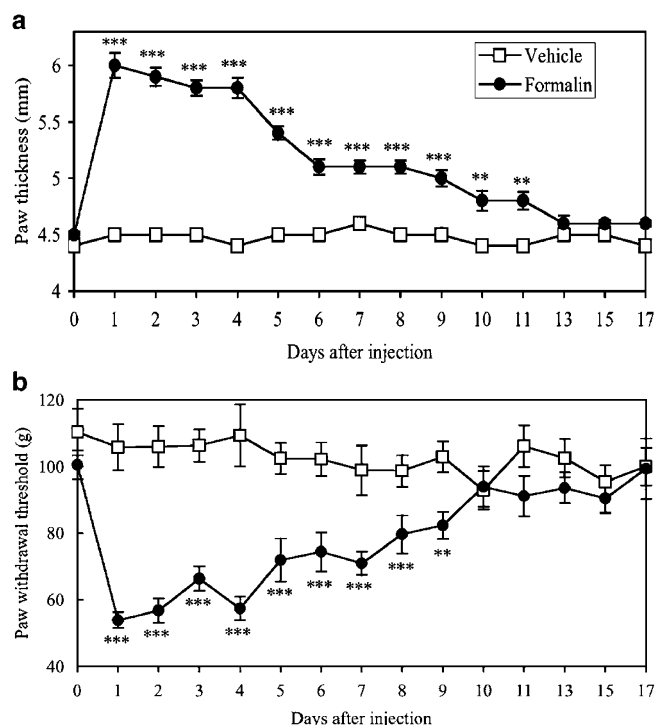 a
*** *** *** *** *** *** *** *** *** ** **
Vehicle
Formalin
Paw thickness (mm)
6
5.5
5
4.5
4
0 1 2 3 4 5 6 7 8 9 10 11 13 15 17
Days after injection
b
Paw withdrawal threshold (g)
120
100
80
60
40
*** *** *** *** *** *** *** *** **
0 1 2 3 4 5 6 7 8 9 10 11 13 15 17
Days after injection